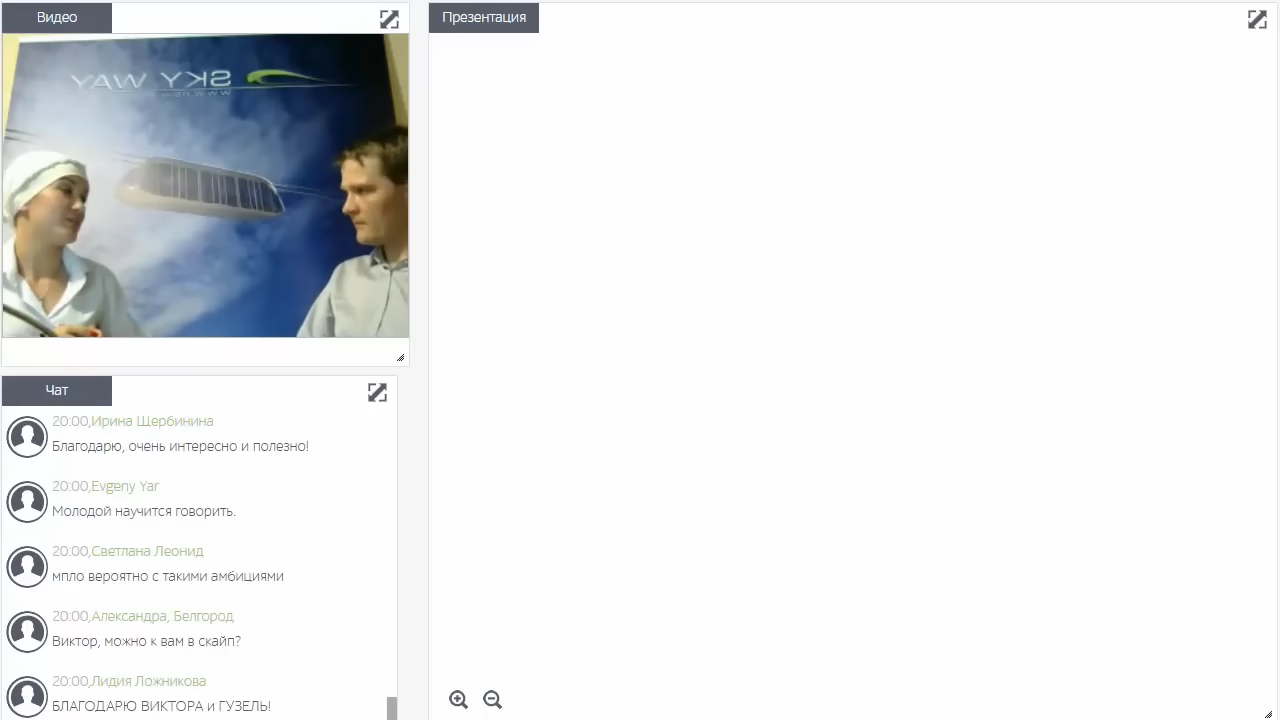 Видео
SKY WAY
Чат
20:00,Ирина Щербинина
Благодарю, очень интересно и полезно!
20:00,Evgeny Yar
Молодой научится говорить.
20:00,Светлана Леонид
мпло вероятно с такими амбициями
20:00,Александра, Белгород
Виктор, можно к вам в скайп?
20:00,Лидия Ложникова
БЛАГОДАРЮ ВИКТОРА и ГУЗЕЛЬ!
Презентация